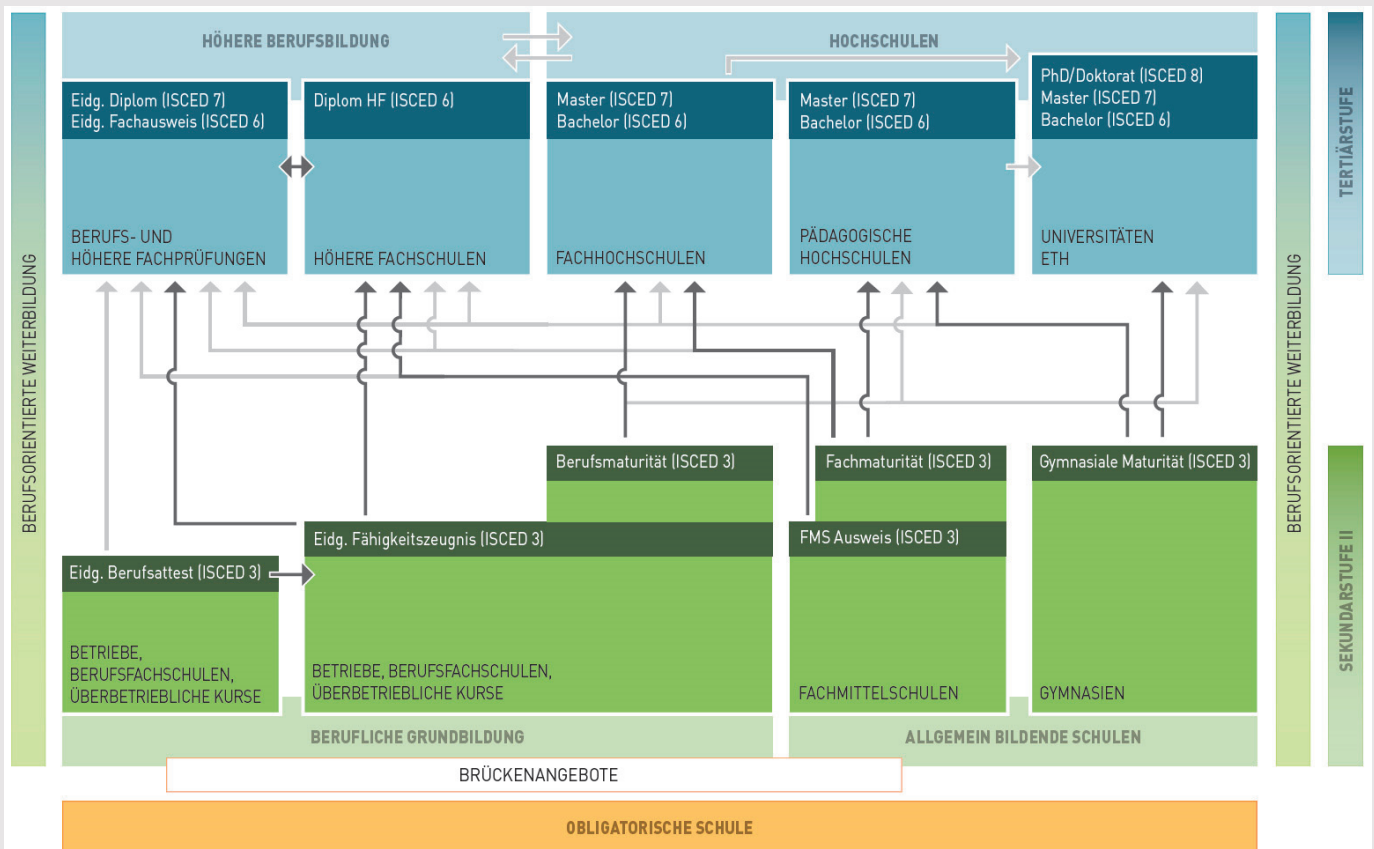 HÖHERE BERUFSBILDUNG
HOCHSCHULEN
Eidg. Diplom (ISCED 7)
Eidg. Fachausweis (ISCED 6)
BERUFS- UND
HÖHERE FACHPRÜFUNGEN
Diplom HF (ISCED 6)
HÖHERE FACHSCHULEN
Master (ISCED 7)
Bachelor (ISCED 6)
FACHHOCHSCHULEN
Master (ISCED 7)
Bachelor (ISCED 6)
PÄDAGOGISCHE
HOCHSCHULEN
PhD/Doktorat (ISCED 8)
Master (ISCED 7)
Bachelor (ISCED 6)
UNIVERSITÄTEN
ETH
TERTIÄRSTUFE
BERUFSORIENTIERTE WEITERBILDUNG
BERUFSORIENTIERTE WEITERBILDUNG
Berufsmaturität (ISCED 3)
Fachmaturität (ISCED 3)
Gymnasiale Maturität (ISCED 3)
Eidg. Fähigkeitszeugnis (ISCED 3)
FMS Ausweis (ISCED 3)
Eidg. Berufsattest (ISCED 3)
BETRIEBE,
BERUFSFACHSCHULEN,
ÜBERBETRIEBLICHE KURSE
BETRIEBE, BERUFSFACHSCHULEN,
ÜBERBETRIEBLICHE KURSE
FACHMITTELSCHULEN
GYMNASIEN
SEKUNDARSTUFE II
BERUFLICHE GRUNDBILDUNG
ALLGEMEIN BILDENDE SCHULEN
BRÜCKENANGEBOTE
OBLIGATORISCHE SCHULE